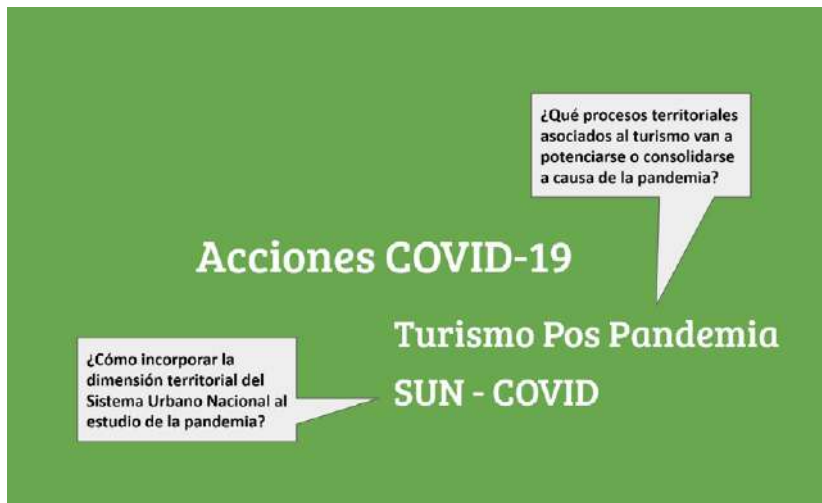 ¿Qué procesos territoriales
asociados al turismo van a
potenciarse o consolidarse
a causa de la pandemia?
Acciones COVID-19
Turismo Pos Pandemia
¿Cómo incorporar la
dimensión territorial del
Sistema Urbano Nacional al
estudio de la pandemia?
SUN - COVID